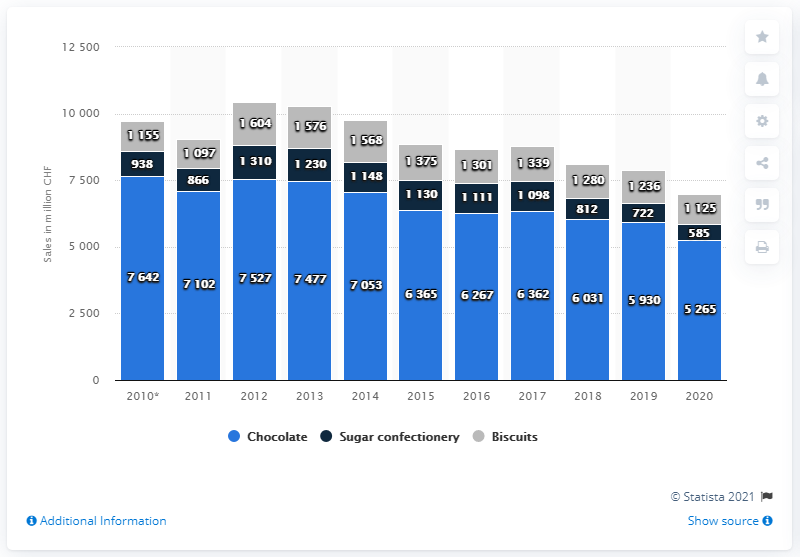 12 500
10 000
7 500
5 000
2 500
0
Sales in million CHF
1 155 1 097 1 604 1 576 1 568 1 375 1 301 1 339 1 280 1 236 1 125
938 866 1 310 1 230 1 148 1 130 1 111 1 098 812 722 585
7 642 7 102 7 527 7 477 7 053 6 365 6 267 6 362 6 031 5 930 5 265
2010* 2011 2012 2013 2014 2015 2016 2017 2018 2019 2020
Chocolate Sugar confectionery Biscuits
© Statista 2021
Additional Information Show source